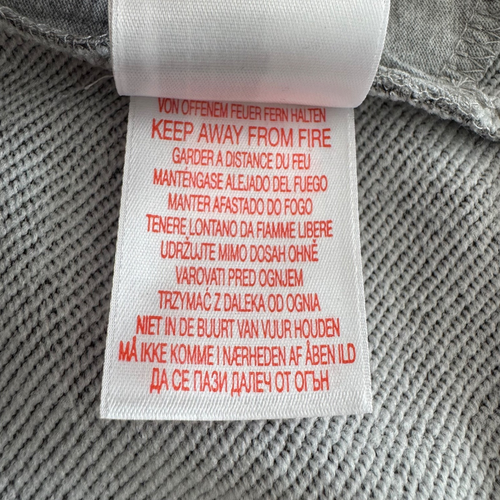 VON OFFENEM FEUER FERN HALTEN
KEEP AWAY FROM FIRE
GARDER A DISTANCE DU FEU
MANTÉNGASE ALEJADO DEL FUEGO
MANTER AFASTADO DO FOGO
TENERE LONTANO DA FIAMME LIBERE
UDRŽUJTE MIMO DOSAH OHNĚ
VAROVATI PRED OGNJEM
TRZYMAĆ Z DALEKA OD OGNIA
NIET IN DE BUURT VAN VUUR HOUDEN
MÅ IKKE KOMME I NÆRHEDEN AF ÅBEN ILD
ДА СЕ ПАЗИ ДАЛЕЧ ОТ ОГЪН